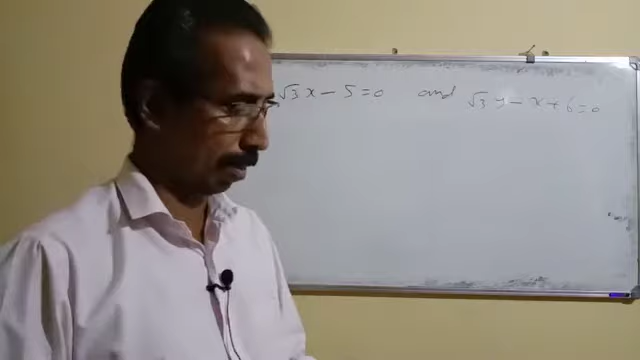 √3 x − 5 = 0 and √3 y − x + 6 = 0